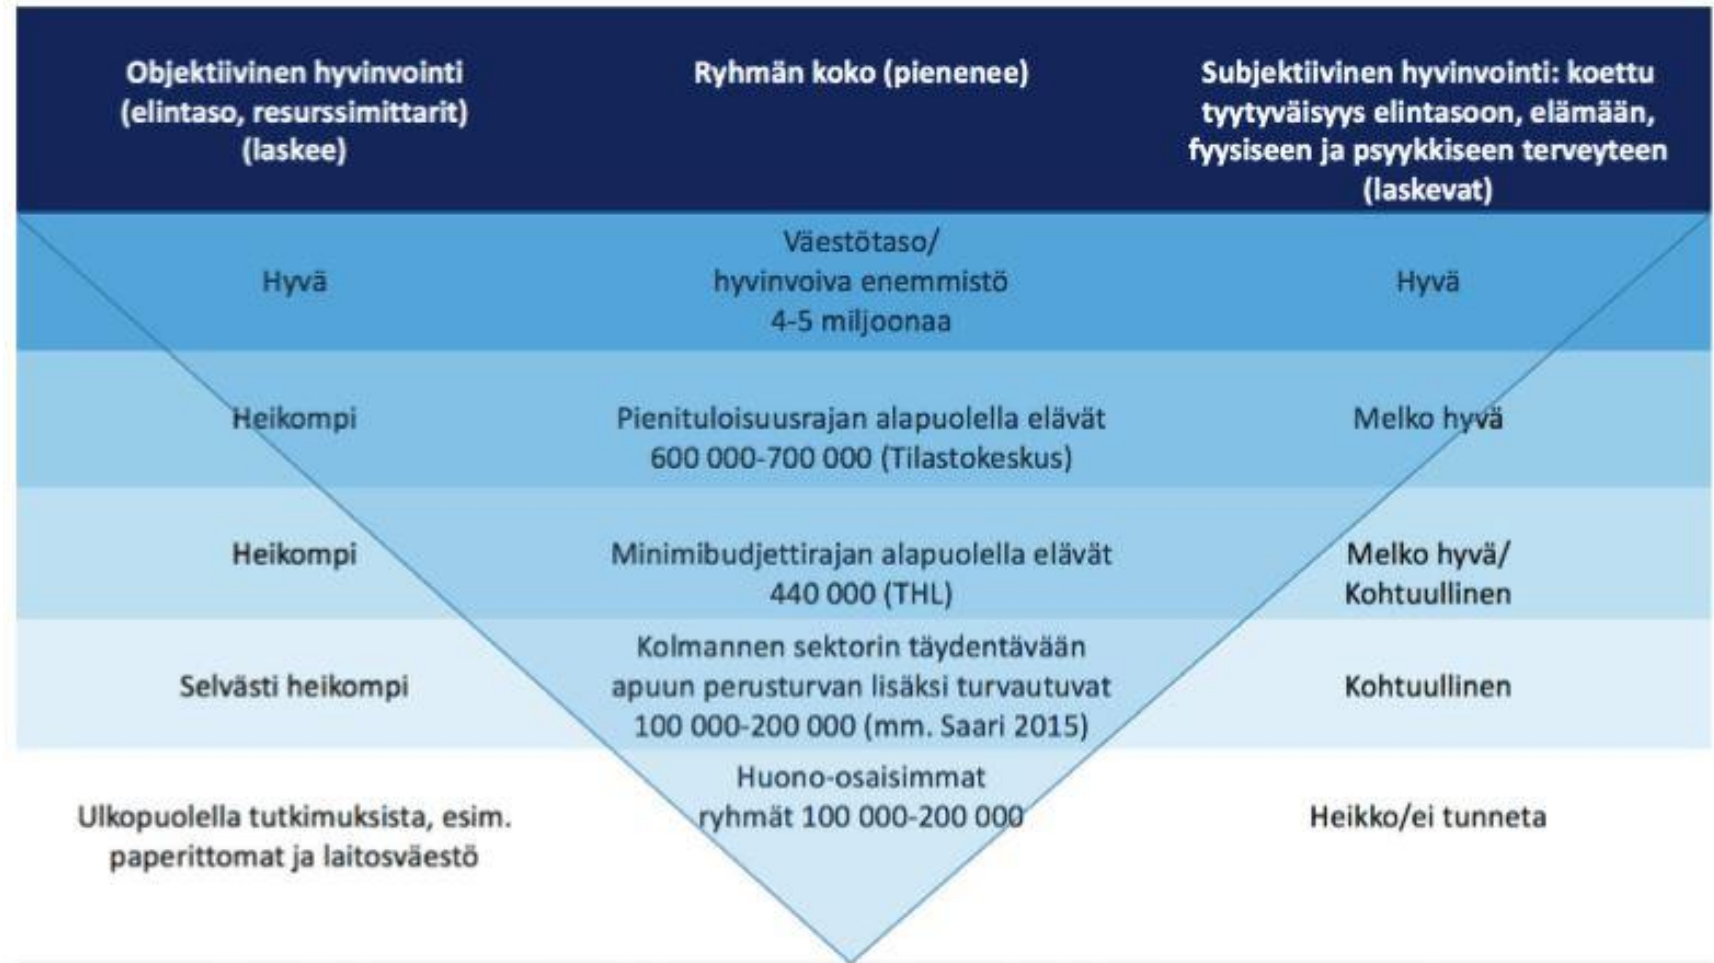 Objektiivinen hyvinvointi
(elintaso, resurssimittarit)
(laskee)
Ryhmän koko (pienenee)
Subjektiivinen hyvinvointi: koettu
tyytyväisyys elintasoon, elämään,
fyysiseen ja psyykkiseen terveyteen
(laskevat)
Hyvä
Väestötaso/
hyvinvoiva enemmistö
4-5 miljoonaa
Hyvä
Heikompi
Pienituloisuusrajan alapuolella elävät
600 000-700 000 (Tilastokeskus)
Melko hyvä
Heikompi
Minimibudjettirajan alapuolella elävät
440 000 (THL)
Melko hyvä/
Kohtuullinen
Selvästi heikompi
Kolmannen sektorin täydentävään
apuun perusturvan lisäksi turvautuvat
100 000-200 000 (mm. Saari 2015)
Kohtuullinen
Ulkopuolella tutkimuksista, esim.
paperittomat ja laitosväestö
Huono-osaisimmat
ryhmät 100 000-200 000
Heikko/ei tunneta